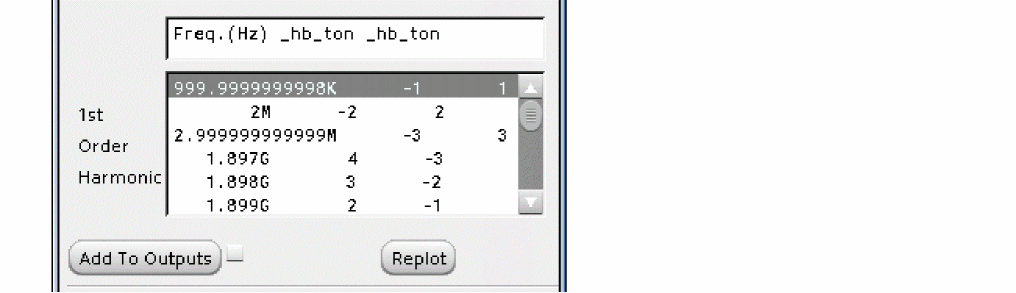 Freq.(Hz) _hb_ton _hb_ton
999.9999999998K -1 1
1st
2M -2 2
2.999999999999M -3 3
Order
1.897G 4 -3
Harmonic
1.898G 3 -2
1.899G 2 -1
Add To Outputs
Replot